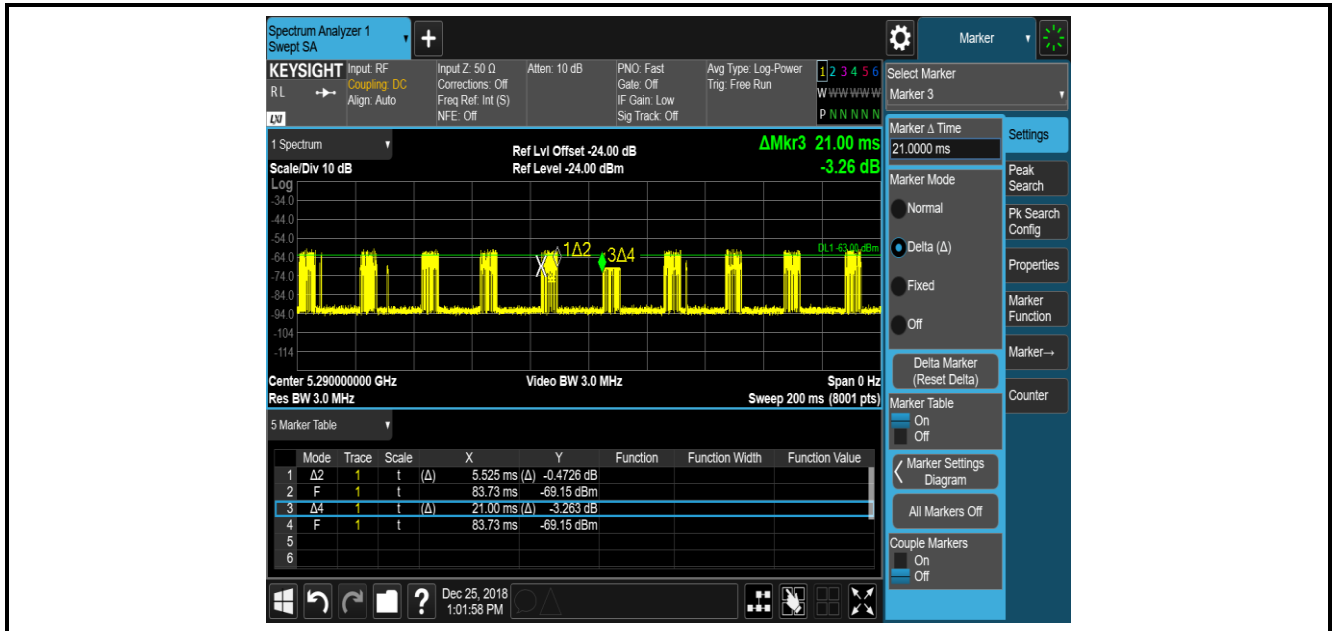 Spectrum Analyzer 1
Swept SA
+
Marker
KEYSIGHT Input: RF Input Z: 50 Ω Atten: 10 dB PNO: Fast Avg Type: Log-Power 1 2 3 4 5 6
RL Coupling: DC Corrections: Off Gate: Off Trig: Free Run W W W W W W
Align: Auto Freq Ref: Int (S) IF Gain: Low
LXI NFE: Off Sig Track: Off P N N N N N
Select Marker
Marker 3
1 Spectrum
Ref Lvl Offset -24.00 dB
ΔMkr3 21.00 ms
Scale/Div 10 dB
Ref Level -24.00 dBm
-3.26 dB
Log
-34.0
-44.0
-54.0
-64.0
-74.0
-84.0
-94.0
-104
-114
1Δ2
3Δ4
DL1 -63.00 dBm
Center 5.290000000 GHz Video BW 3.0 MHz Span 0 Hz
Res BW 3.0 MHz Sweep 200 ms (8001 pts)
5 Marker Table
Mode Trace Scale X Y Function Function Width Function Value
1 Δ2 1 t (Δ) 5.525 ms (Δ) -0.4726 dB
2 F 1 t 83.73 ms -69.15 dBm
3 Δ4 1 t (Δ) 21.00 ms (Δ) -3.263 dB
4 F 1 t 83.73 ms -69.15 dBm
5
6
Marker Δ Time
21.0000 ms
Marker Mode
Normal
Delta (Δ)
Fixed
Off
Delta Marker
(Reset Delta)
Marker Table
On
Off
Marker Settings
Diagram
All Markers Off
Couple Markers
On
Off
Settings
Peak
Search
Pk Search
Config
Properties
Marker
Function
Marker→
Counter
?
Dec 25, 2018
1:01:58 PM